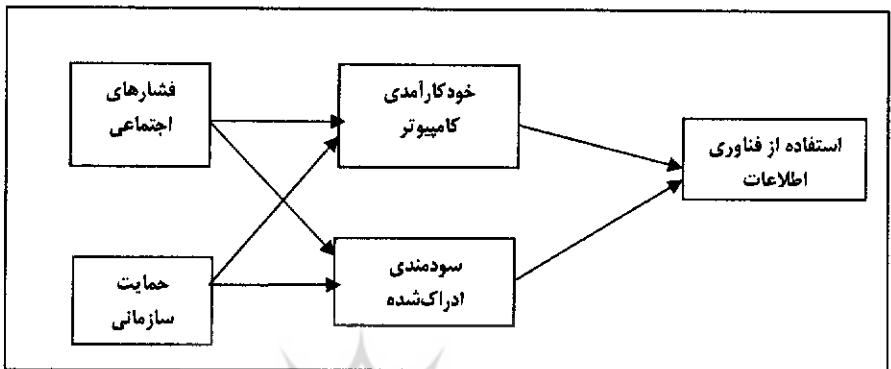 فشارهای
اجتماعی
خودکارآمدی
کامپیوتر
استفاده از فناوری
اطلاعات
حمایت
سازمانی
سودمندی
ادراک‌شده